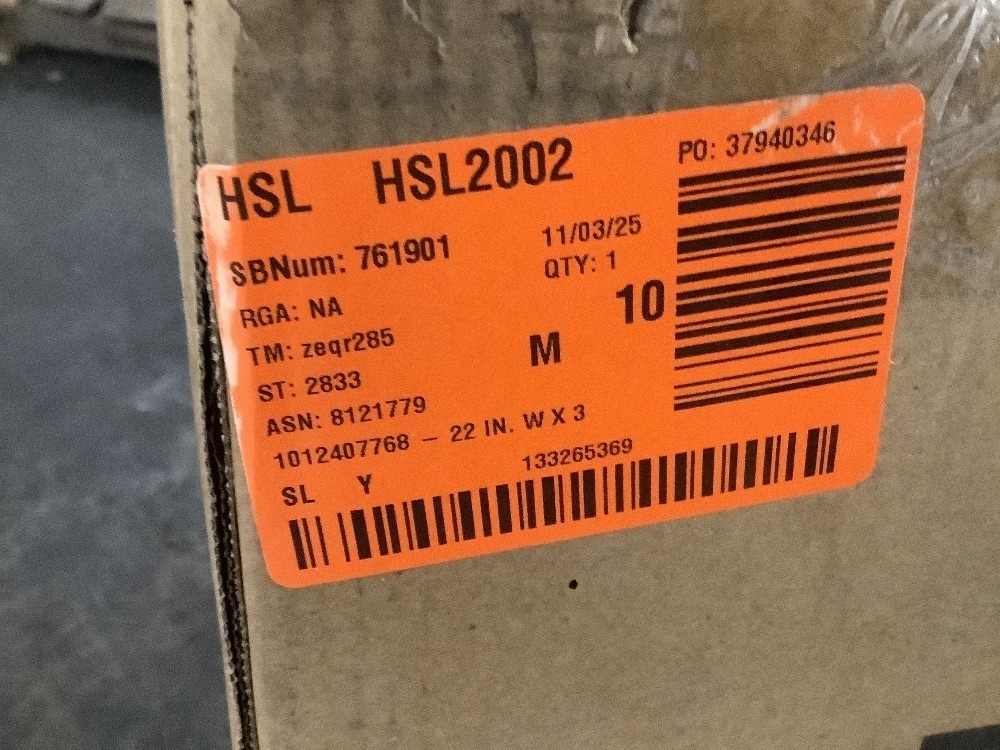 HSL HSL2002
PO: 37940346
SBNum: 761901
11/03/25
RGA: NA
QTY: 1
10
TM: zeqr285
M
ST: 2833
ASN: 8121779
1012407768 – 22 IN. W X 3
SL Y
133265369